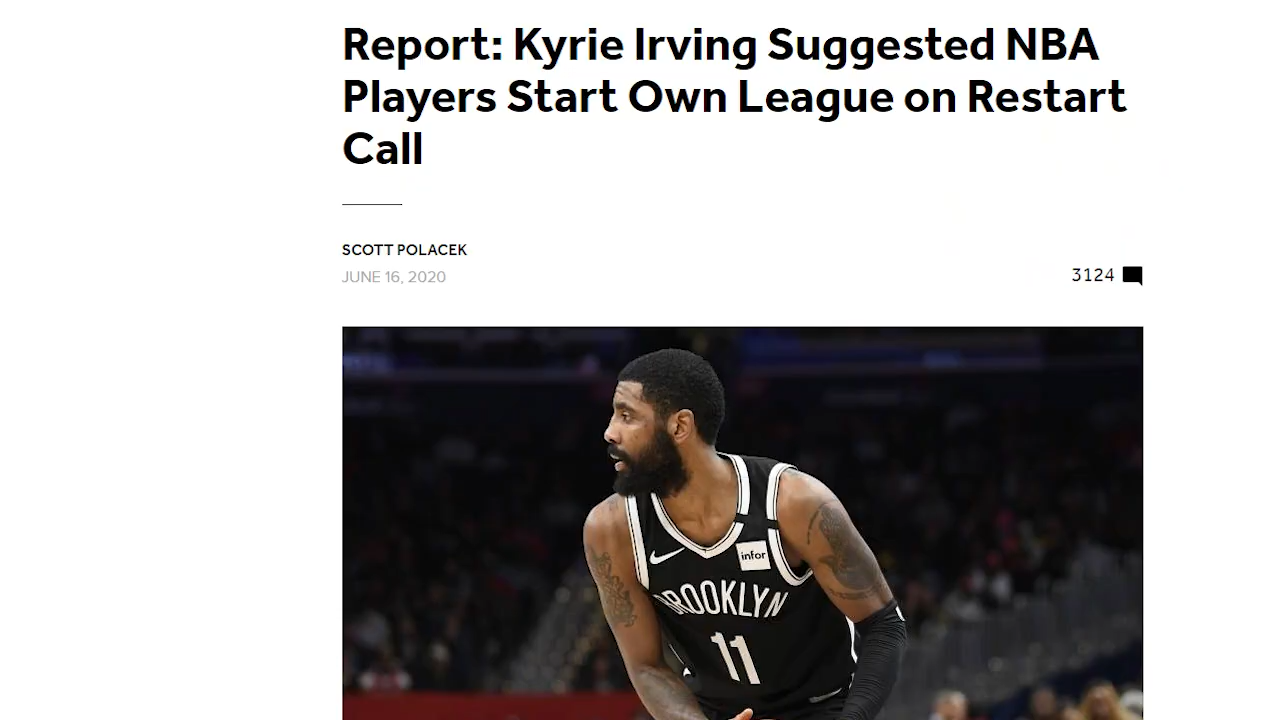 Report: Kyrie Irving Suggested NBA
Players Start Own League on Restart
Call
SCOTT POLACEK
JUNE 16, 2020
3124
infor
BROOKLYN
11